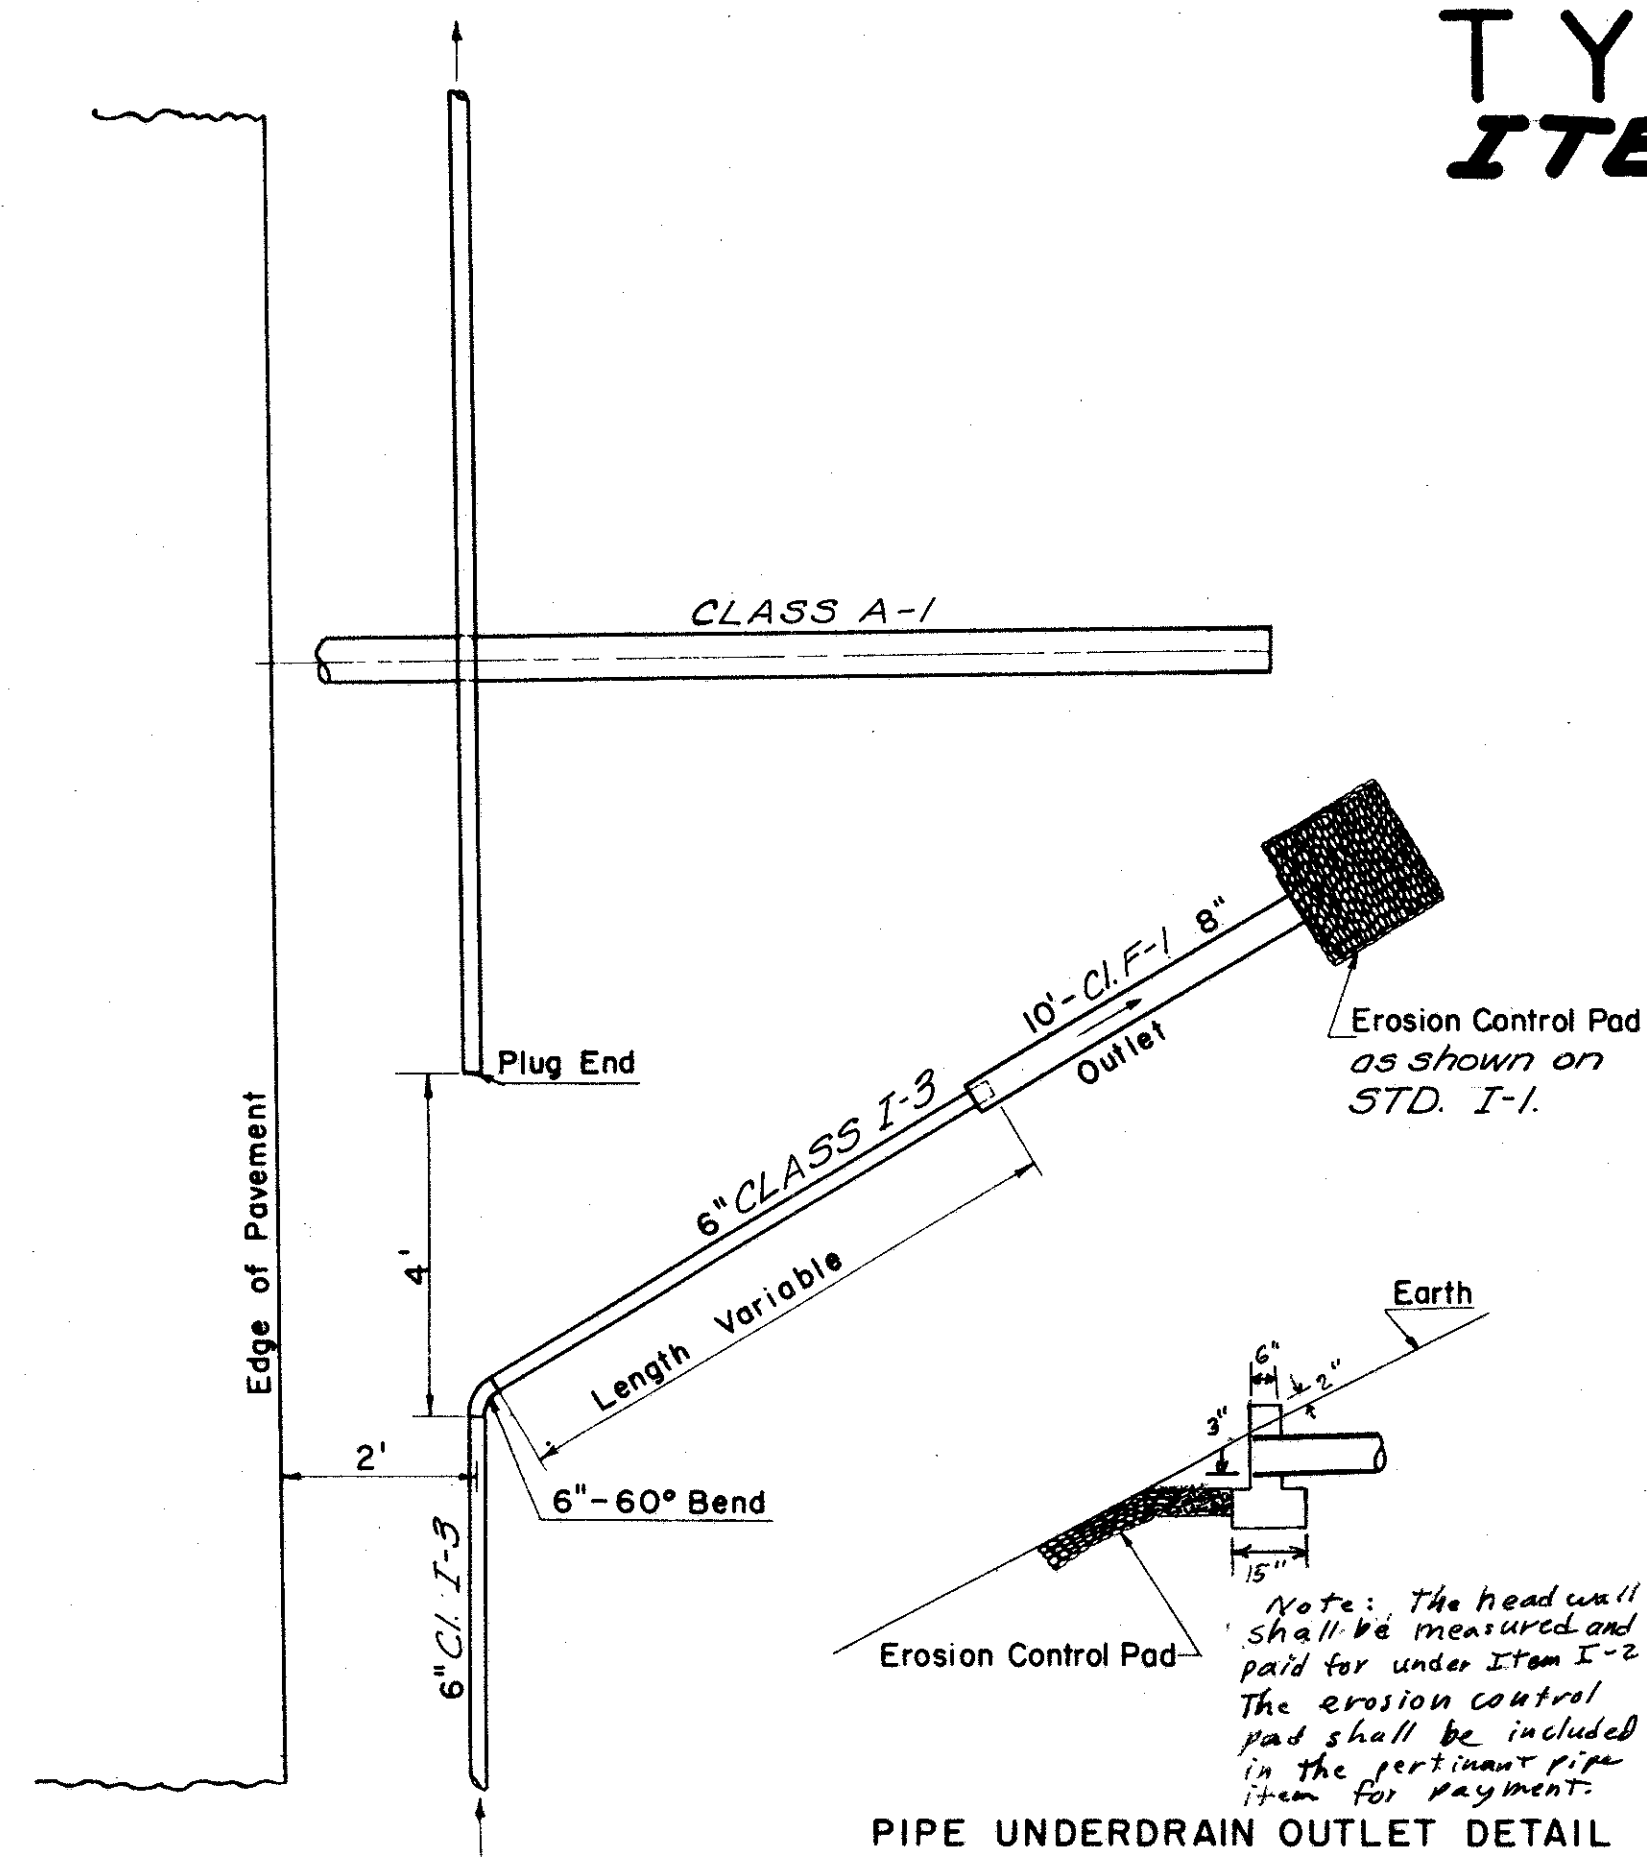 TY
ITE
CLASS A-1
10'-Cl. F-1 8"
Outlet
Erosion Control Pad
as shown on
STD. I-1.
Plug End
6" CLASS I-3
Length Variable
Edge of Pavement
4'
2'
6"-60° Bend
6" Cl. I-3
Earth
6"
2"
3"
15"
Erosion Control Pad
Note: The head wall
shall be measured and
paid for under Item I-2
The erosion control
pad shall be included
in the pertinant pipe
item for payment.
PIPE UNDERDRAIN OUTLET DETAIL